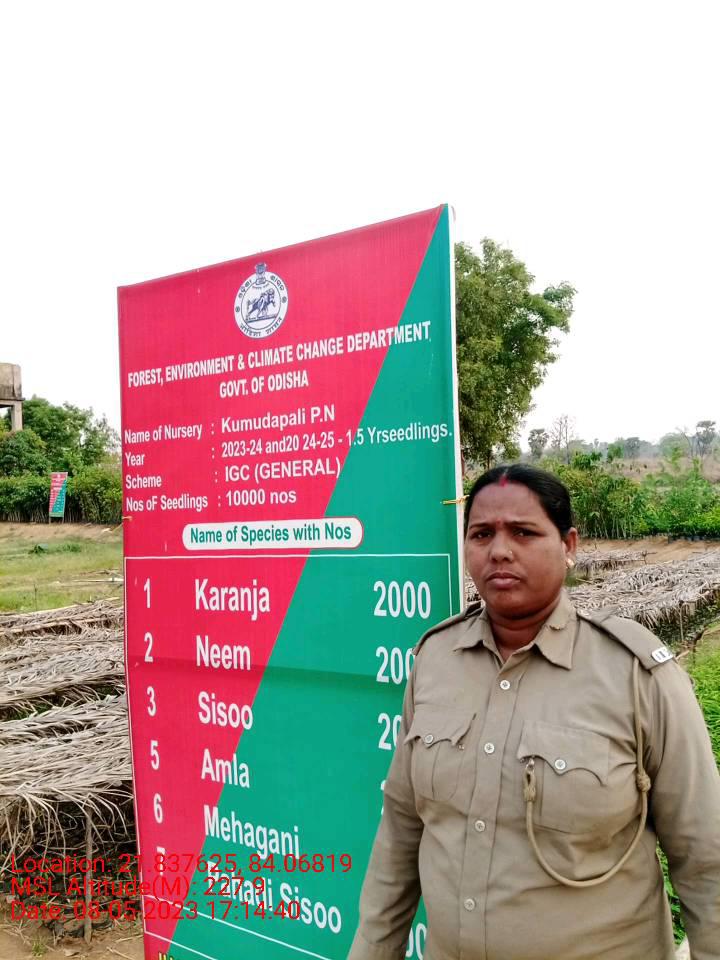 FOREST, ENVIRONMENT & CLIMATE CHANGE DEPARTMENT
GOVT. OF ODISHA
Name of Nursery : Kumudapali P.N
Year : 2023-24 and20 24-25 - 1.5 Yrseedlings.
Scheme : IGC (GENERAL)
Nos oF Seedlings : 10000 nos
Name of Species with Nos
1 Karanja 2000
2 Neem
3 Sisoo
5 Amla
6 Mehagani
Sisoo
Location: 21.837625, 84.06819
MSL Altitude(M): 227.9
Date: 08-05-2023 17:14:40